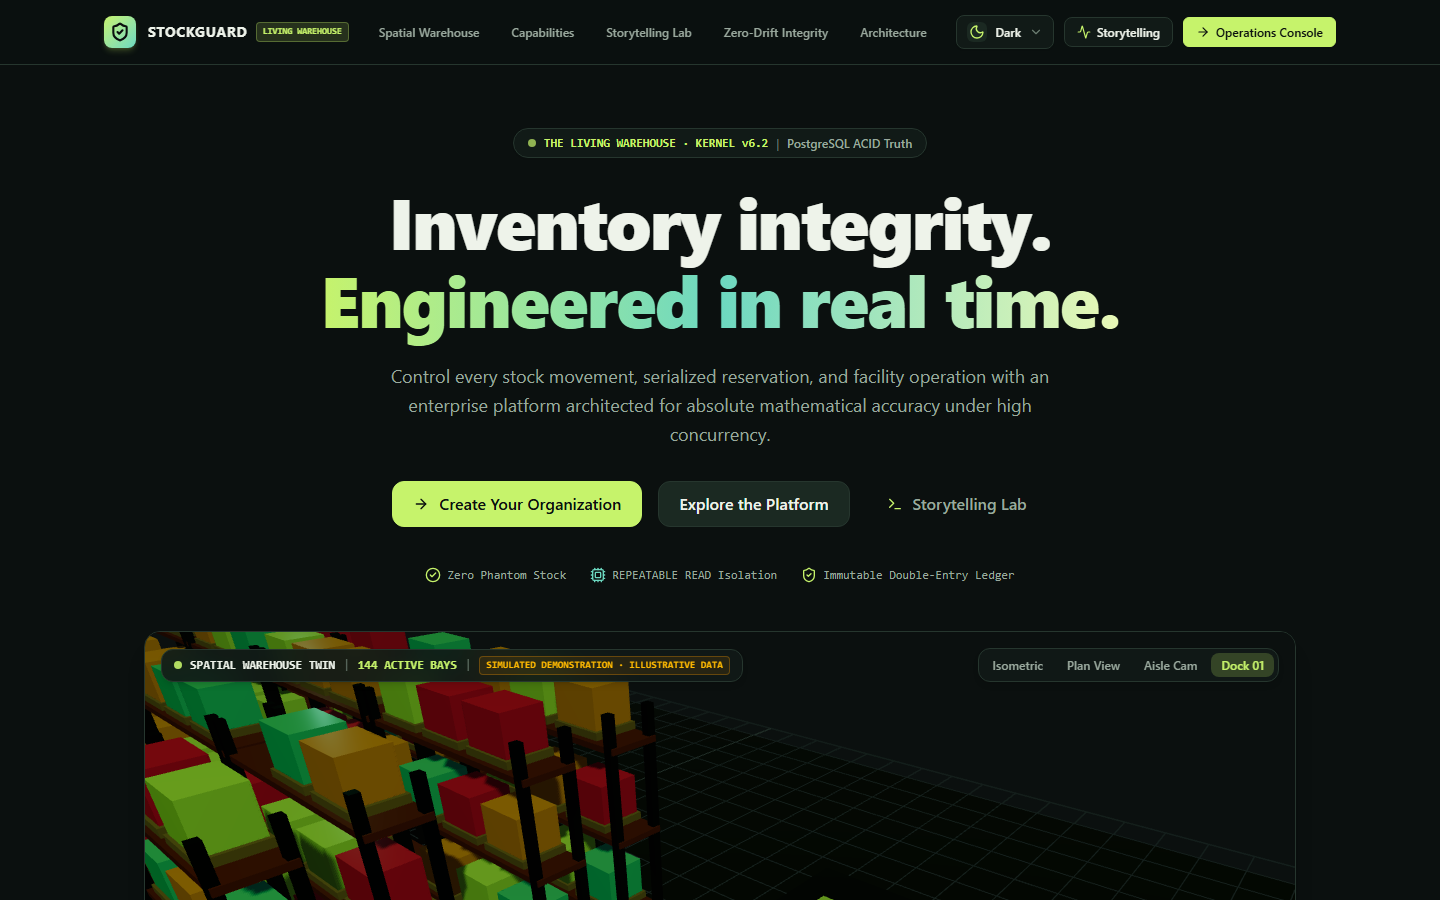 STOCKGUARD LIVING WAREHOUSE Spatial Warehouse Capabilities Storytelling Lab Zero-Drift Integrity Architecture Dark Storytelling Operations Console
THE LIVING WAREHOUSE · KERNEL v6.2 | PostgreSQL ACID Truth
Inventory integrity.
Engineered in real time.
Control every stock movement, serialized reservation, and facility operation with an
enterprise platform architected for absolute mathematical accuracy under high
concurrency.
Create Your Organization Explore the Platform Storytelling Lab
Zero Phantom Stock REPEATABLE READ Isolation Immutable Double-Entry Ledger
SPATIAL WAREHOUSE TWIN | 144 ACTIVE BAYS | SIMULATED DEMONSTRATION · ILLUSTRATIVE DATA Isometric Plan View Aisle Cam Dock 01